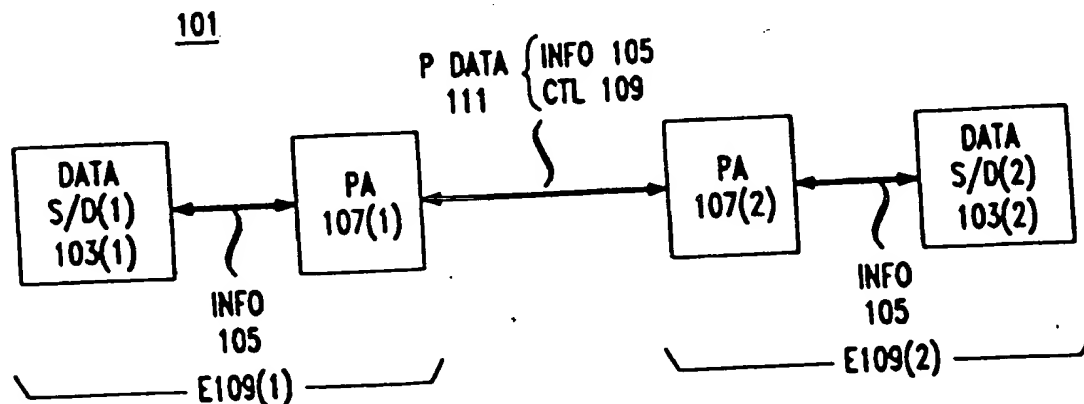 101
P DATA
111
INFO 105
CTL 109
DATA
S/D(1)
103(1)
PA
107(1)
PA
107(2)
DATA
S/D(2)
103(2)
INFO
105
INFO
105
E109(1)
E109(2)